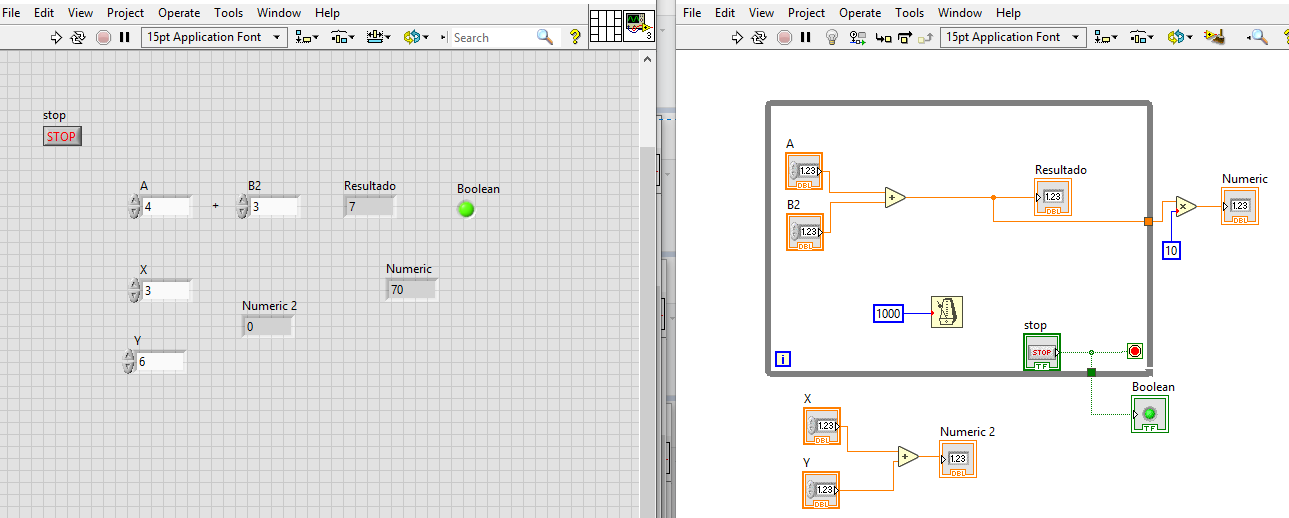 File Edit View Project Operate Tools Window Help
15pt Application Font
Search
?
3
stop
STOP
A
4
+
B2
3
Resultado
7
Boolean
X
3
Numeric
70
Numeric 2
0
Y
6
File Edit View Project Operate Tools Window Help
15pt Application Font
?
A
1.23
DBL
B2
1.23
DBL
+
Resultado
1.23
DBL
×
10
Numeric
1.23
DBL
1000
stop
STOP
TF
i
Boolean
TF
X
1.23
DBL
Y
1.23
DBL
+
Numeric 2
1.23
DBL